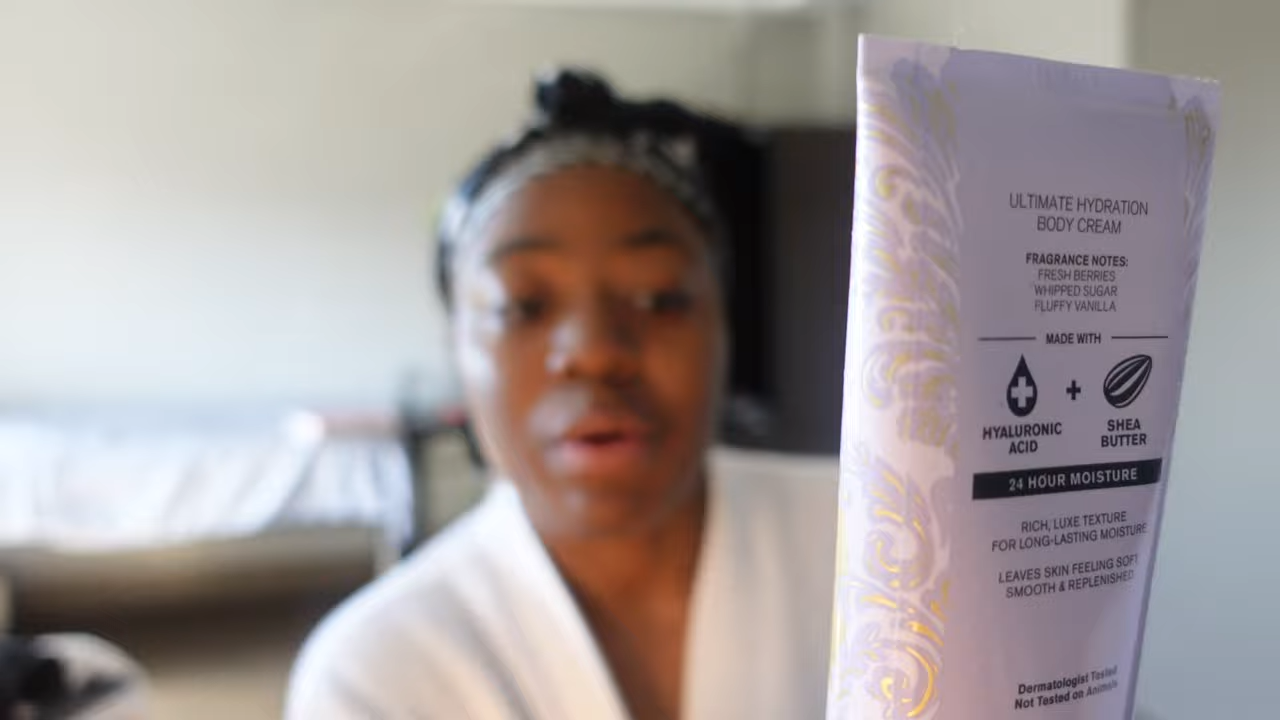 ULTIMATE HYDRATION
BODY CREAM
FRAGRANCE NOTES:
FRESH BERRIES
WHIPPED SUGAR
FLUFFY VANILLA
MADE WITH
HYALURONIC
ACID
+
SHEA
BUTTER
24 HOUR MOISTURE
RICH, LUXE TEXTURE
FOR LONG-LASTING MOISTURE
LEAVES SKIN FEELING SOFT
SMOOTH & REPLENISHED
Dermatologist Tested
Not Tested on Animals